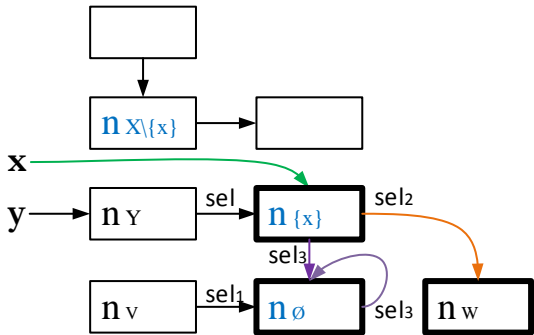 n X\{x}
x
sel sel₂
y n Y n {x}
sel₃
sel₁ sel₃
n V n ø n W